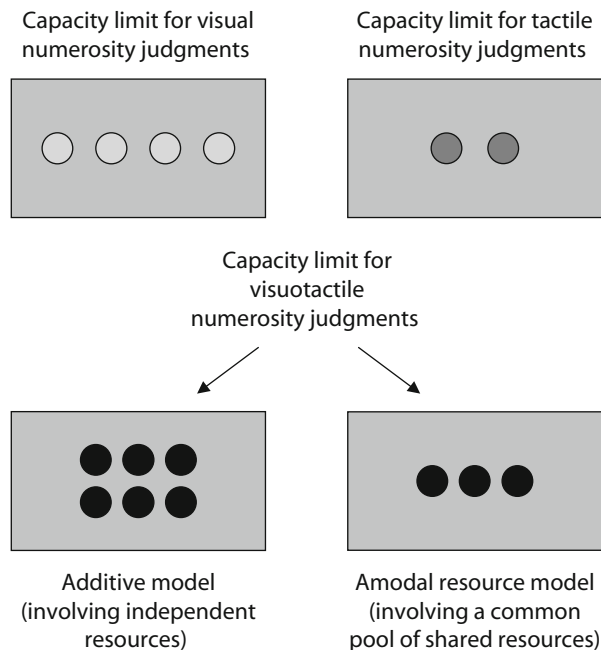 Capacity limit for visual
numerosity judgments
Capacity limit for tactile
numerosity judgments
Capacity limit for
visuotactile
numerosity judgments
Additive model
(involving independent
resources)
Amodal resource model
(involving a common
pool of shared resources)